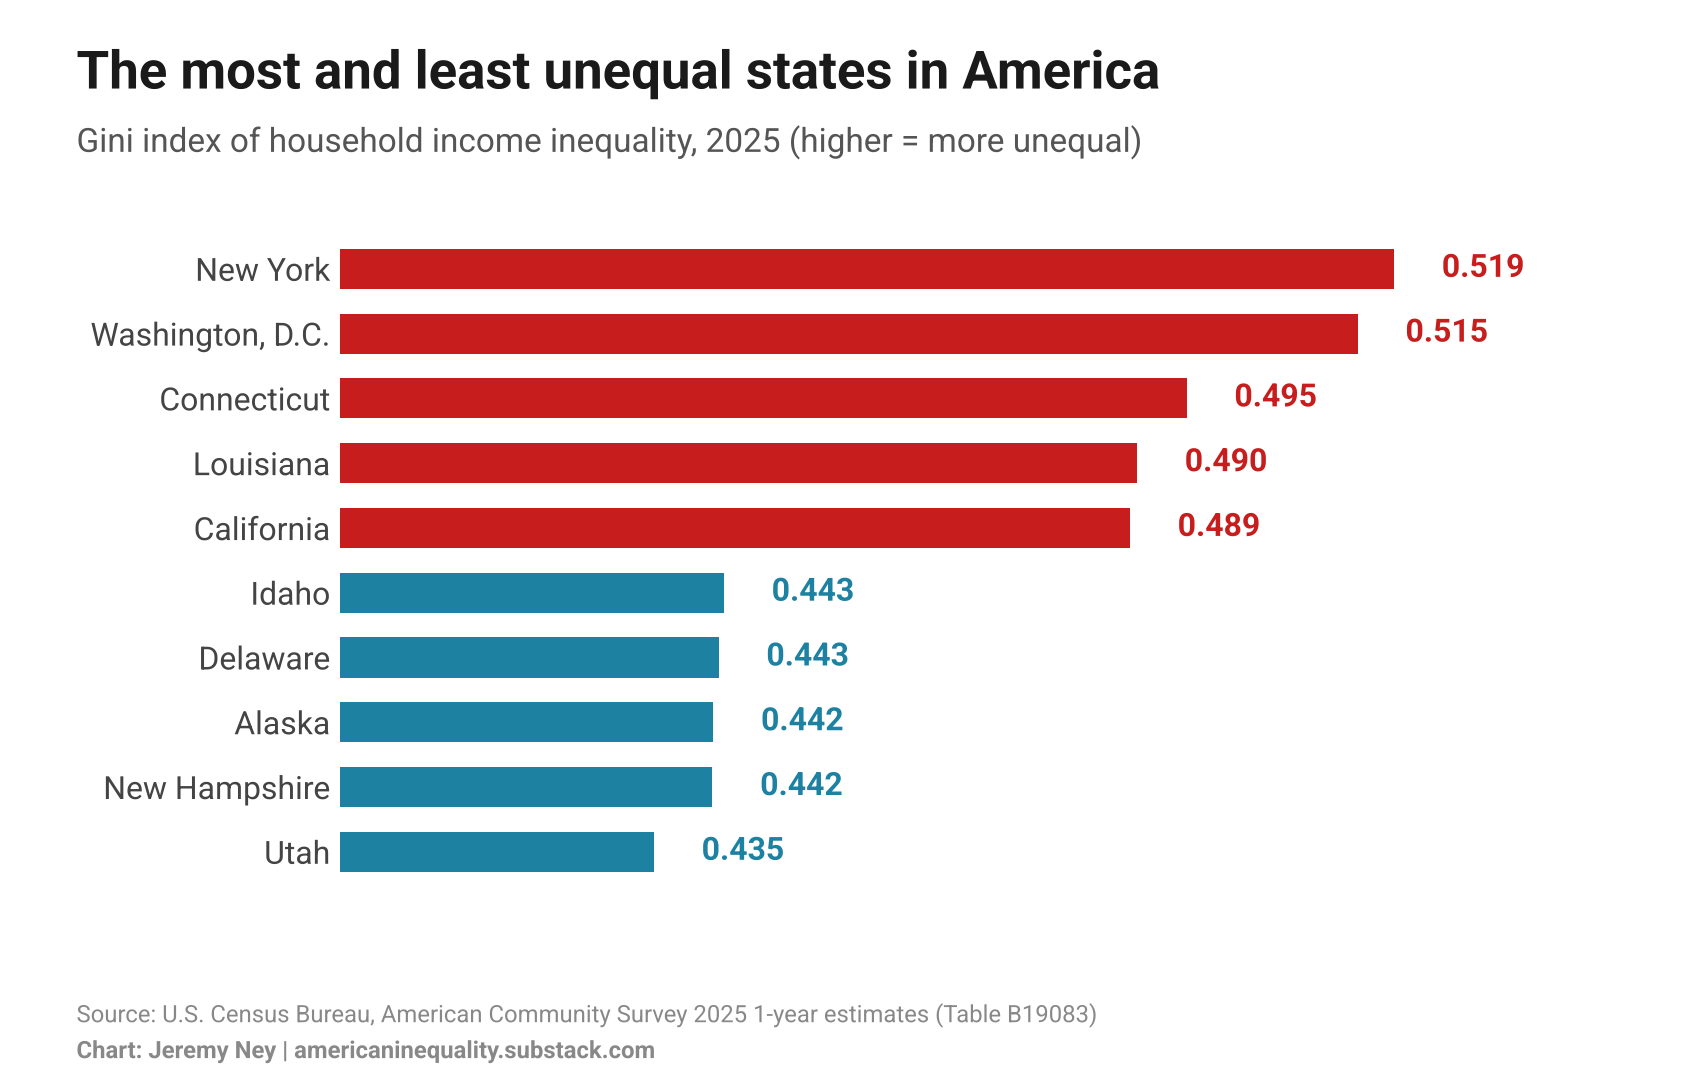 The most and least unequal states in America
Gini index of household income inequality, 2025 (higher = more unequal)
New York 0.519
Washington, D.C. 0.515
Connecticut 0.495
Louisiana 0.490
California 0.489
Idaho 0.443
Delaware 0.443
Alaska 0.442
New Hampshire 0.442
Utah 0.435
Source: U.S. Census Bureau, American Community Survey 2025 1-year estimates (Table B19083)
Chart: Jeremy Ney | americaninequality.substack.com